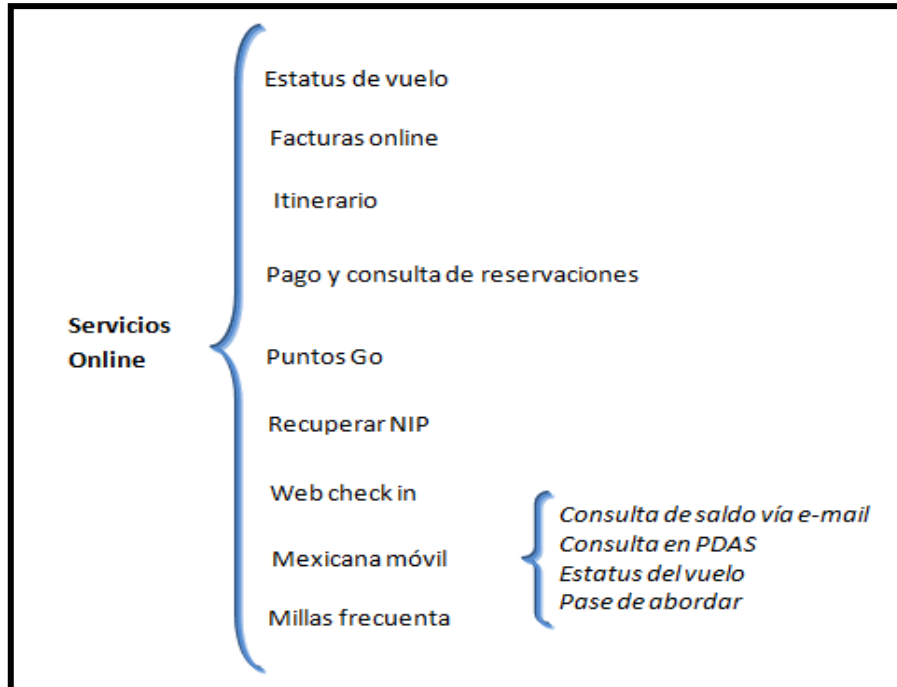 Estatus de vuelo
Facturas online
Itinerario
Pago y consulta de reservaciones
Servicios
Online
Puntos Go
Recuperar NIP
Web check in
Mexicana móvil
Millas frecuenta
Consulta de saldo vía e-mail
Consulta en PDAS
Estatus del vuelo
Pase de abordar